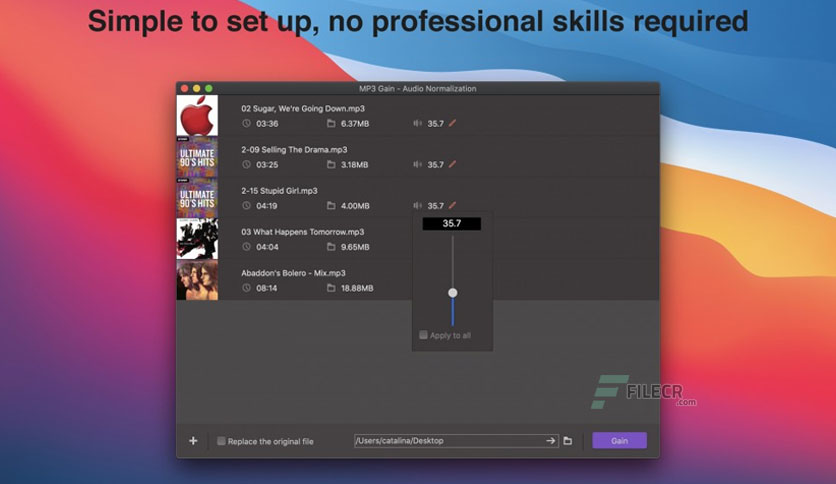 Simple to set up, no professional skills required
MP3 Gain - Audio Normalization
02 Sugar, We're Going Down.mp3
03:36 6.37MB 35.7
ULTIMATE
90'S HITS
2-09 Selling The Drama.mp3
03:25 3.18MB 35.7
ULTIMATE
90'S HITS
2-15 Stupid Girl.mp3
04:19 4.00MB 35.7
35.7
03 What Happens Tomorrow.mp3
04:04 9.65MB
Abaddon's Bolero - Mix.mp3
08:14 18.88MB
Apply to all
FILECR
.com
Replace the original file
/Users/catalina/Desktop
Gain